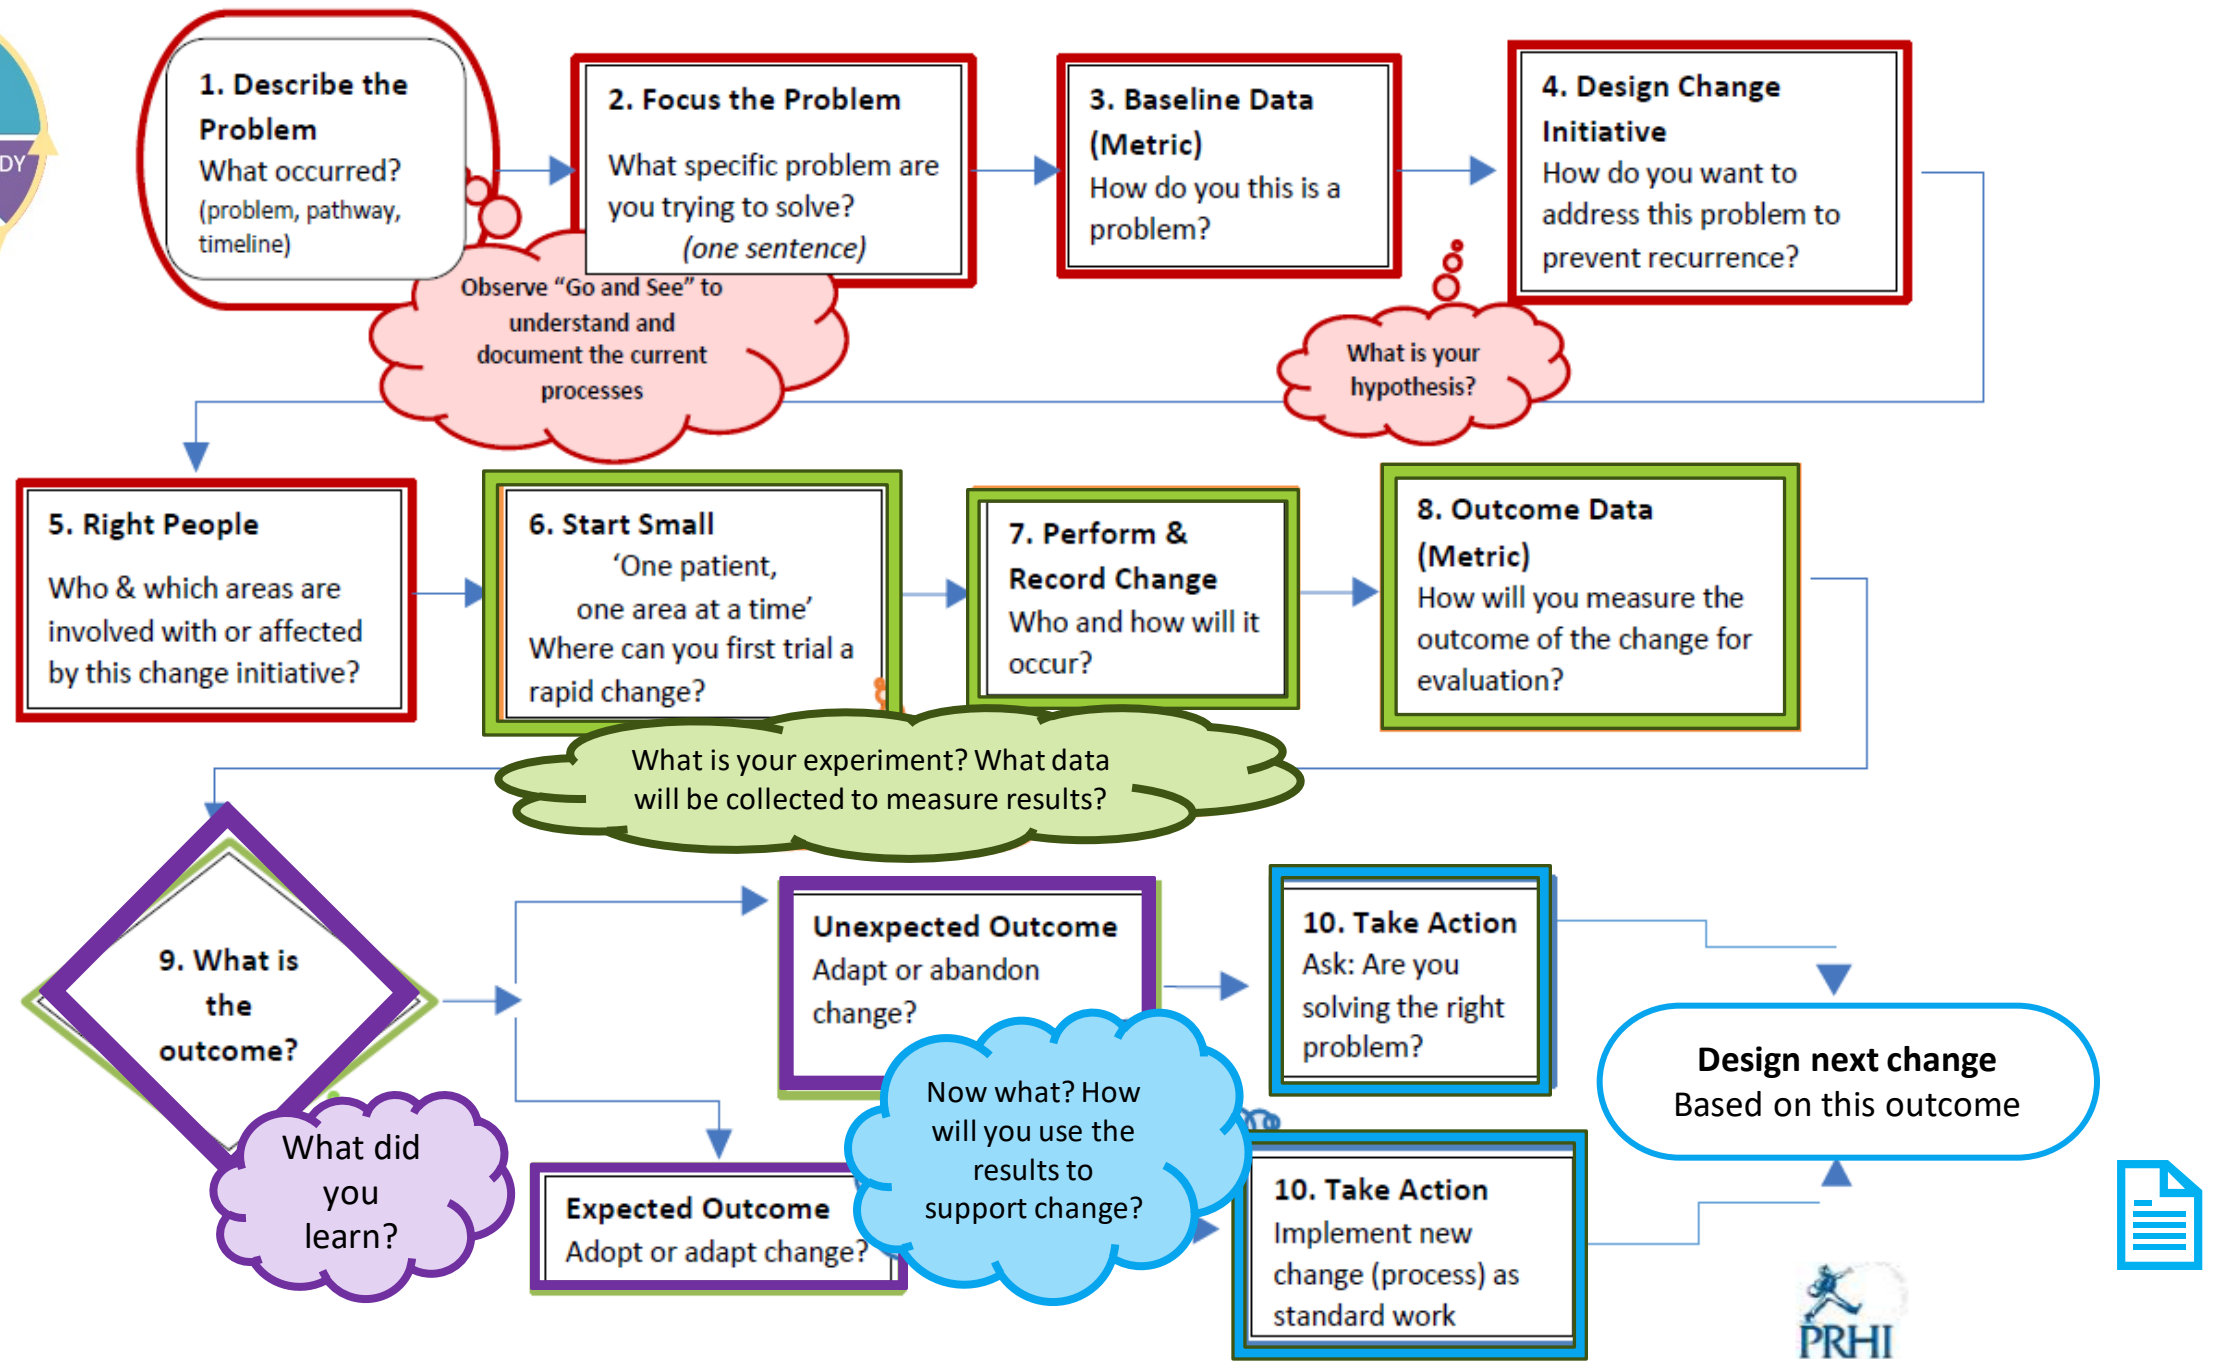 DY
1. Describe the
Problem
What occurred?
(problem, pathway,
timeline)
2. Focus the Problem
What specific problem are
you trying to solve?
(one sentence)
3. Baseline Data
(Metric)
How do you this is a
problem?
4. Design Change
Initiative
How do you want to
address this problem to
prevent recurrence?
Observe “Go and See” to
understand and
document the current
processes
What is your
hypothesis?
5. Right People
Who & which areas are
involved with or affected
by this change initiative?
6. Start Small
‘One patient,
one area at a time’
Where can you first trial a
rapid change?
7. Perform &
Record Change
Who and how will it
occur?
8. Outcome Data
(Metric)
How will you measure the
outcome of the change for
evaluation?
What is your experiment? What data
will be collected to measure results?
9. What is
the
outcome?
What did
you
learn?
Unexpected Outcome
Adapt or abandon
change?
Expected Outcome
Adopt or adapt change?
Now what? How
will you use the
results to
support change?
10. Take Action
Ask: Are you
solving the right
problem?
10. Take Action
Implement new
change (process) as
standard work
Design next change
Based on this outcome
PRHI